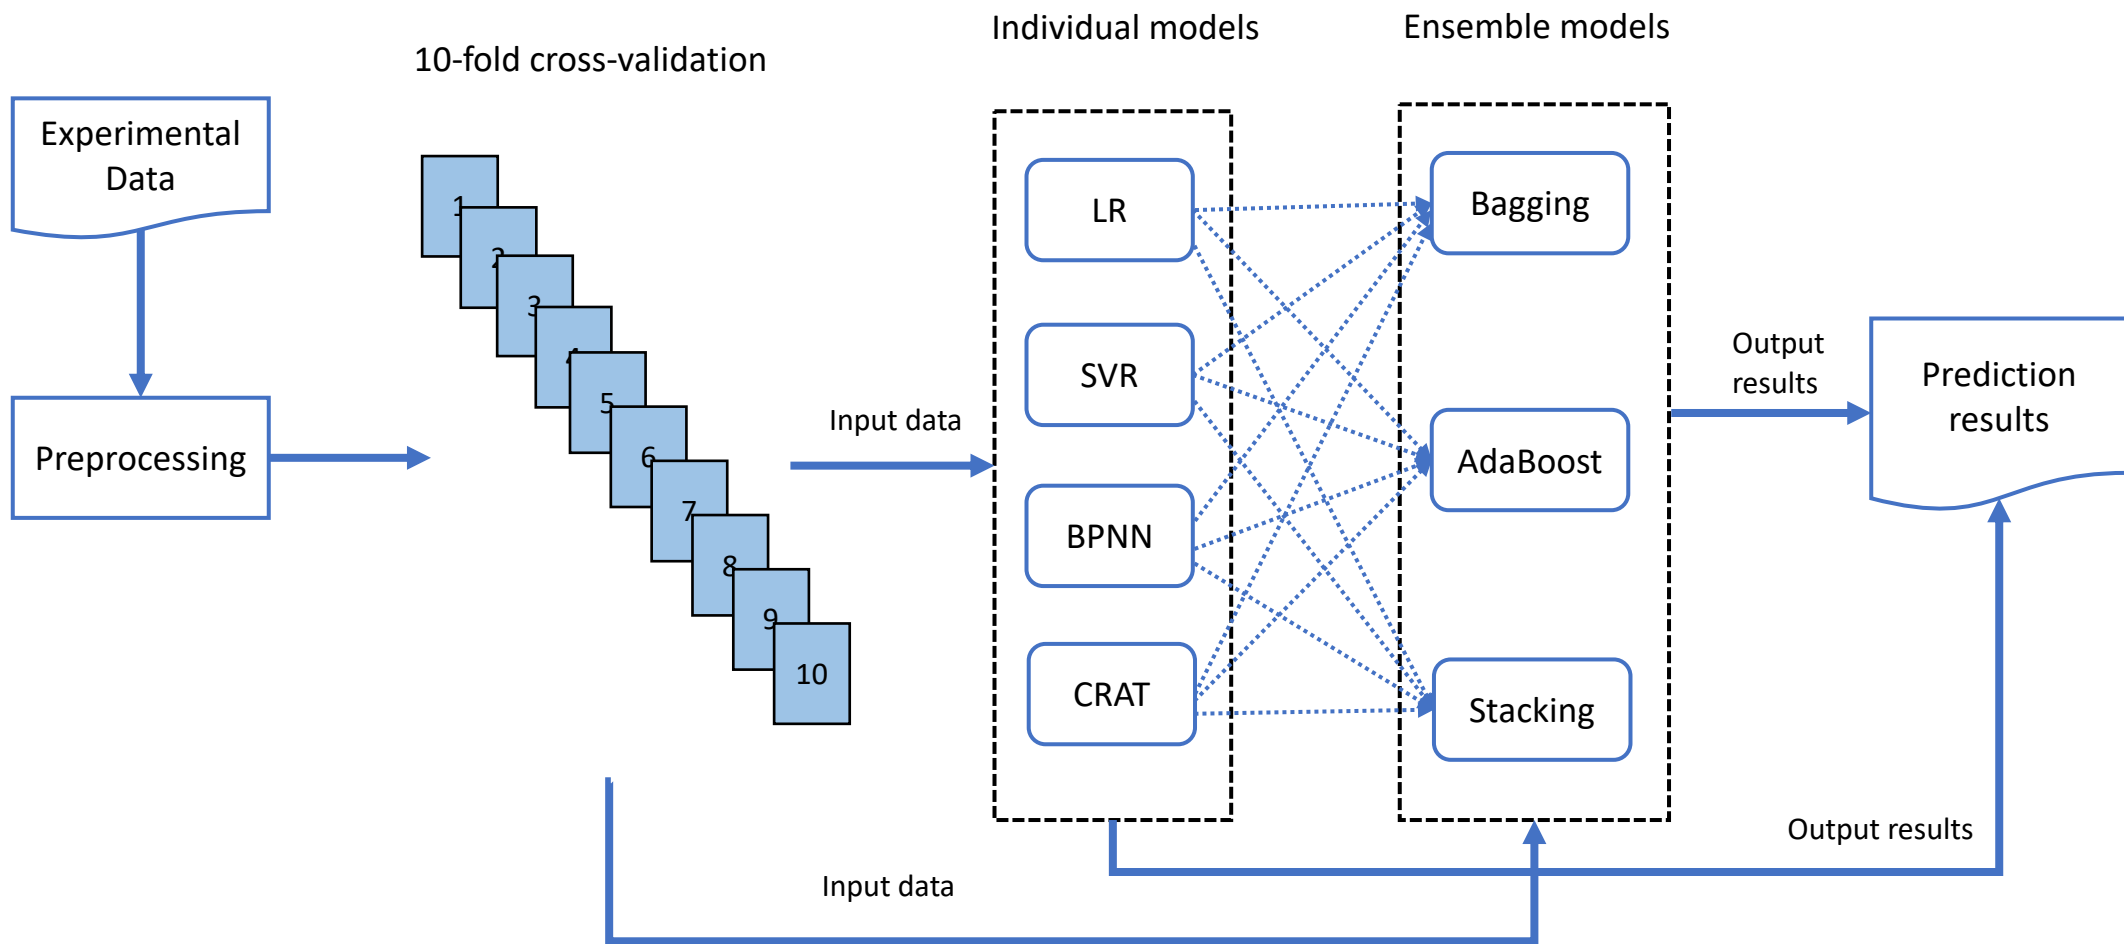 Individual models
Ensemble models
10-fold cross-validation
Experimental
Data
Preprocessing
1
2
3
4
5
6
7
8
9
10
Input data
LR
SVR
BPNN
CRAT
Bagging
AdaBoost
Stacking
Output
results
Prediction
results
Output results
Input data